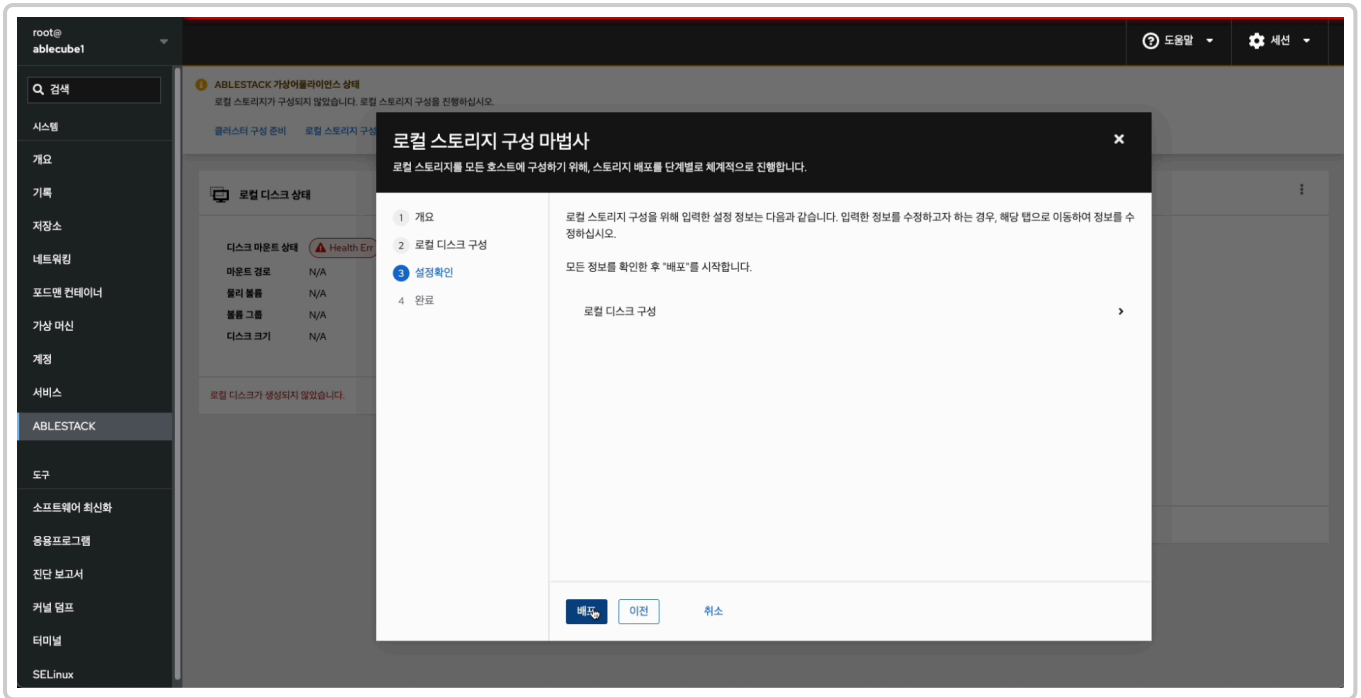 root@
ablecube1
도움말
세션
검색
시스템
개요
기록
저장소
네트워킹
포드맨 컨테이너
가상 머신
계정
서비스
ABLESTACK
도구
소프트웨어 최신화
응용프로그램
진단 보고서
커널 덤프
터미널
SELinux
ABLESTACK 가상어플라이언스 상태
로컬 스토리지가 구성되지 않았습니다. 로컬 스토리지 구성을 진행하십시오.
클러스터 구성 준비
로컬 스토리지 구성
로컬 디스크 상태
디스크 마운트 상태
Health Err
마운트 경로
N/A
물리 볼륨
N/A
볼륨 그룹
N/A
디스크 크기
N/A
로컬 디스크가 생성되지 않았습니다.
로컬 스토리지 구성 마법사
로컬 스토리지를 모든 호스트에 구성하기 위해, 스토리지 배포를 단계별로 체계적으로 진행합니다.
1 개요
2 로컬 디스크 구성
3 설정확인
4 완료
로컬 스토리지 구성을 위해 입력한 설정 정보는 다음과 같습니다. 입력한 정보를 수정하고자 하는 경우, 해당 탭으로 이동하여 정보를 수
정하십시오.
모든 정보를 확인한 후 "배포"를 시작합니다.
로컬 디스크 구성
배포
이전
취소